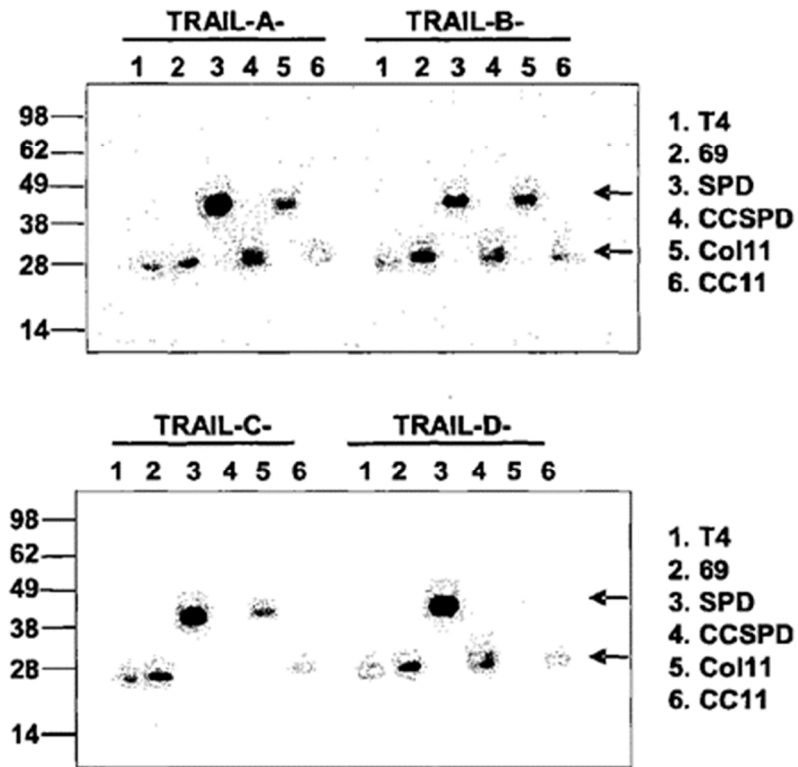 TRAIL-A- TRAIL-B-
1 2 3 4 5 6 1 2 3 4 5 6
98
62
49
38
28
14
1. T4
2. 69
3. SPD
4. CCSPD
5. Col11
6. CC11
TRAIL-C- TRAIL-D-
1 2 3 4 5 6 1 2 3 4 5 6
98
62
49
38
28
14
1. T4
2. 69
3. SPD
4. CCSPD
5. Col11
6. CC11